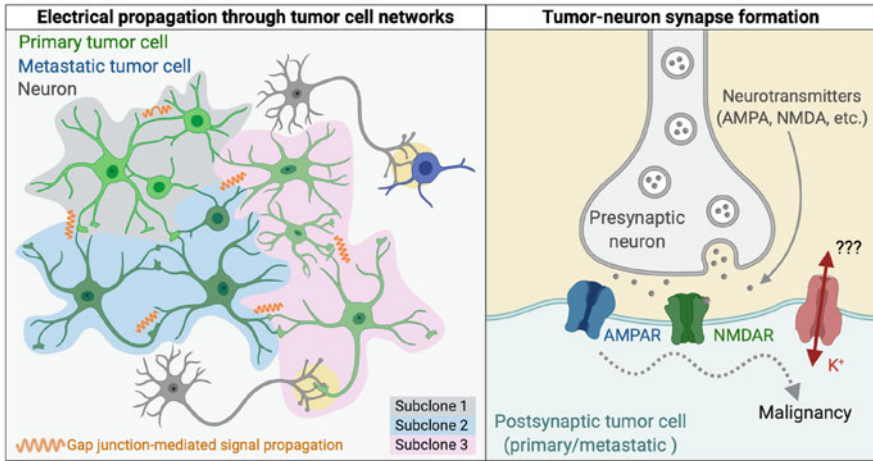 Electrical propagation through tumor cell networks
Primary tumor cell
Metastatic tumor cell
Neuron
Subclone 1
Subclone 2
Subclone 3
Gap junction-mediated signal propagation
Tumor-neuron synapse formation
Neurotransmitters
(AMPA, NMDA, etc.)
Presynaptic
neuron
???
AMPAR
NMDAR
K+
Malignancy
Postsynaptic tumor cell
(primary/metastatic )